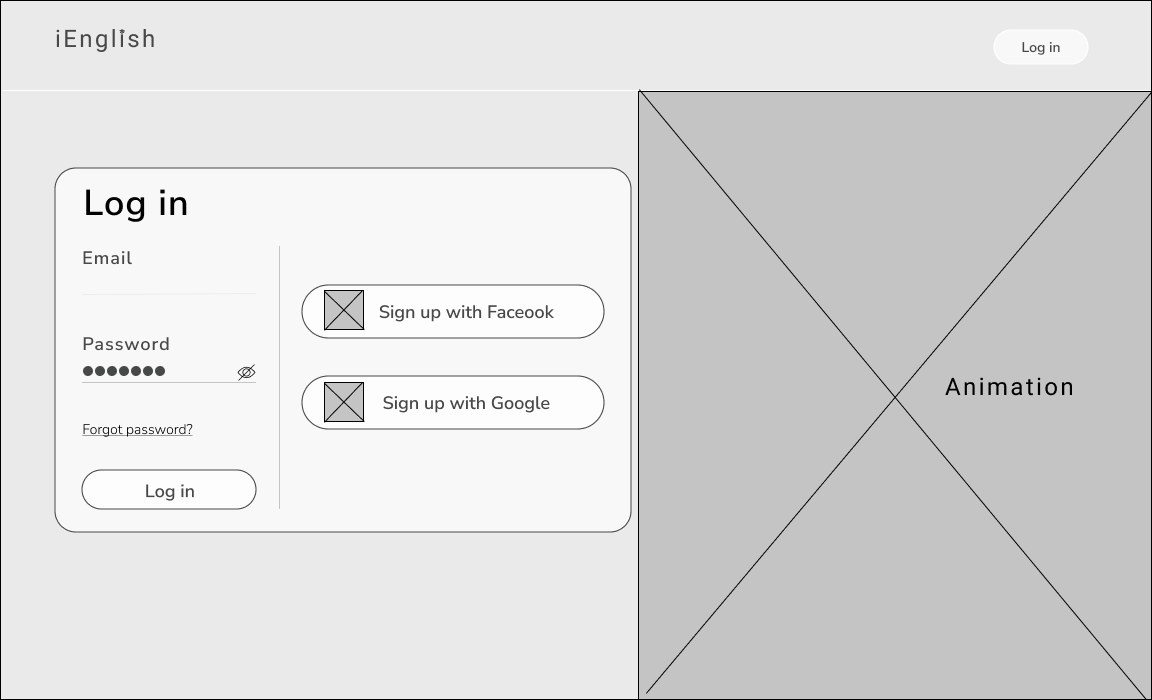 iEnglish
Log in
Log in
Email
Password
Forgot password?
Log in
Sign up with Faceook
Sign up with Google
Animation